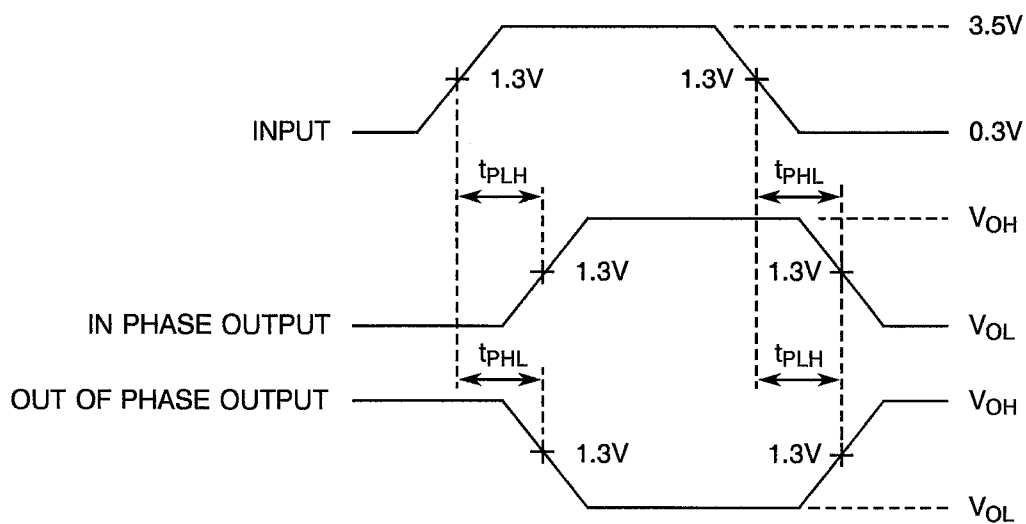 3.5V
1.3V
1.3V
INPUT
0.3V
tPLH
tPHL
VOH
1.3V
1.3V
IN PHASE OUTPUT
VOL
tPHL
tPLH
OUT OF PHASE OUTPUT
VOH
1.3V
1.3V
VOL